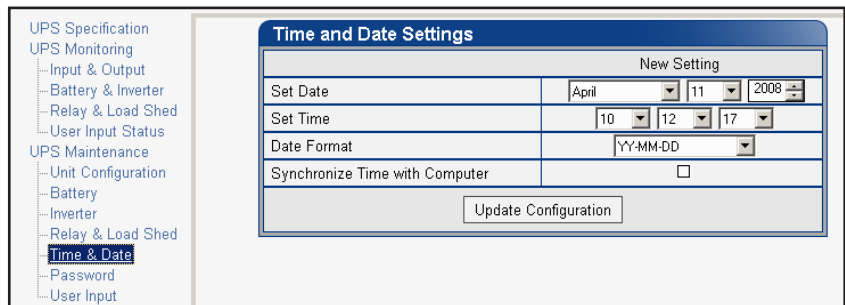 UPS Specification
UPS Monitoring
Input & Output
Battery & Inverter
Relay & Load Shed
User Input Status
UPS Maintenance
Unit Configuration
Battery
Inverter
Relay & Load Shed
Time & Date
Password
User Input
Time and Date Settings
New Setting
Set Date April 11 2008
Set Time 10 12 17
Date Format YY-MM-DD
Synchronize Time with Computer
Update Configuration